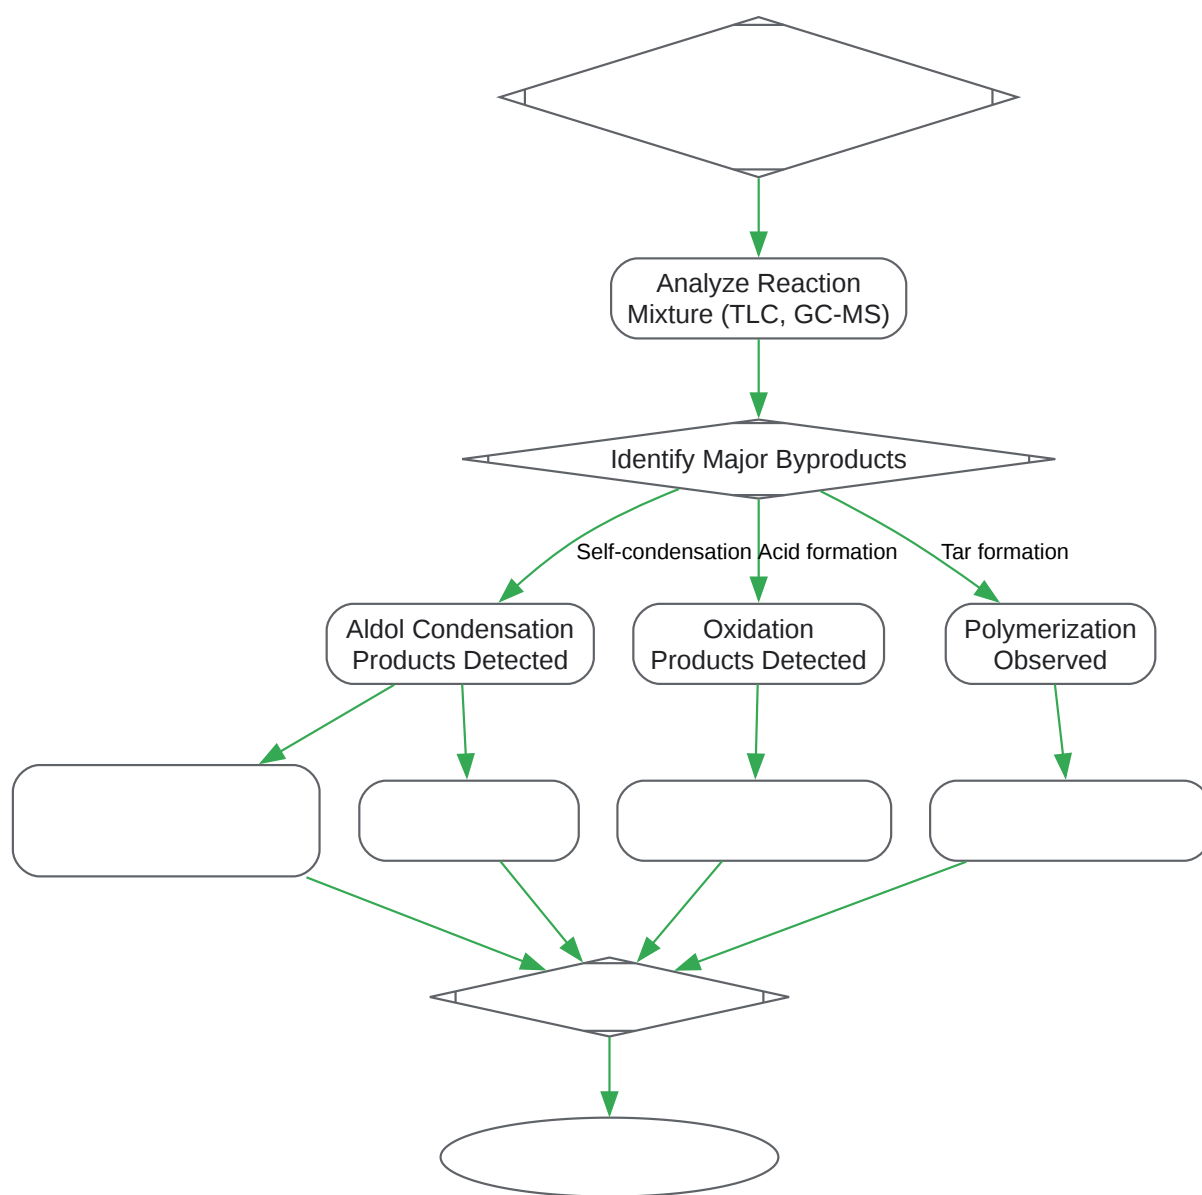 Analyze Reaction
Mixture (TLC, GC-MS)
Identify Major Byproducts
Self-condensation
Acid formation
Tar formation
Aldol Condensation
Products Detected
Oxidation
Products Detected
Polymerization
Observed